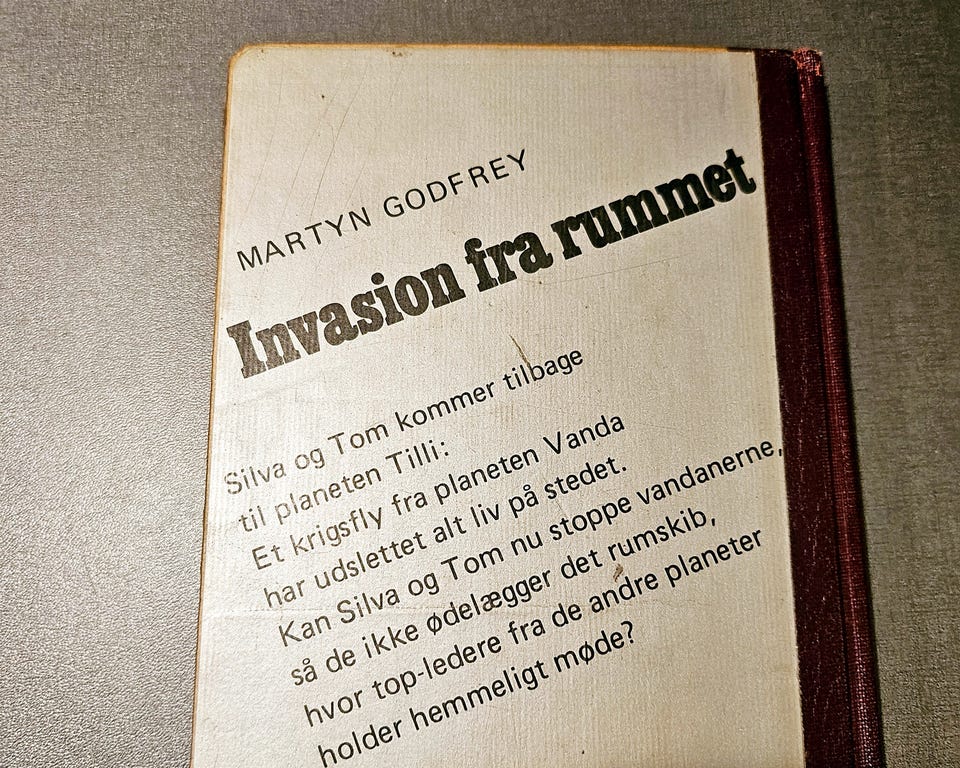 MARTYN GODFREY
Invasion fra rummet
Silva og Tom kommer tilbage
til planeten Tilli:
Et krigsfly fra planeten Vanda
har udslettet alt liv på stedet.
Kan Silva og Tom nu stoppe vandanerne,
så de ikke ødelægger det rumskib,
hvor top-ledere fra de andre planeter
holder hemmeligt møde?